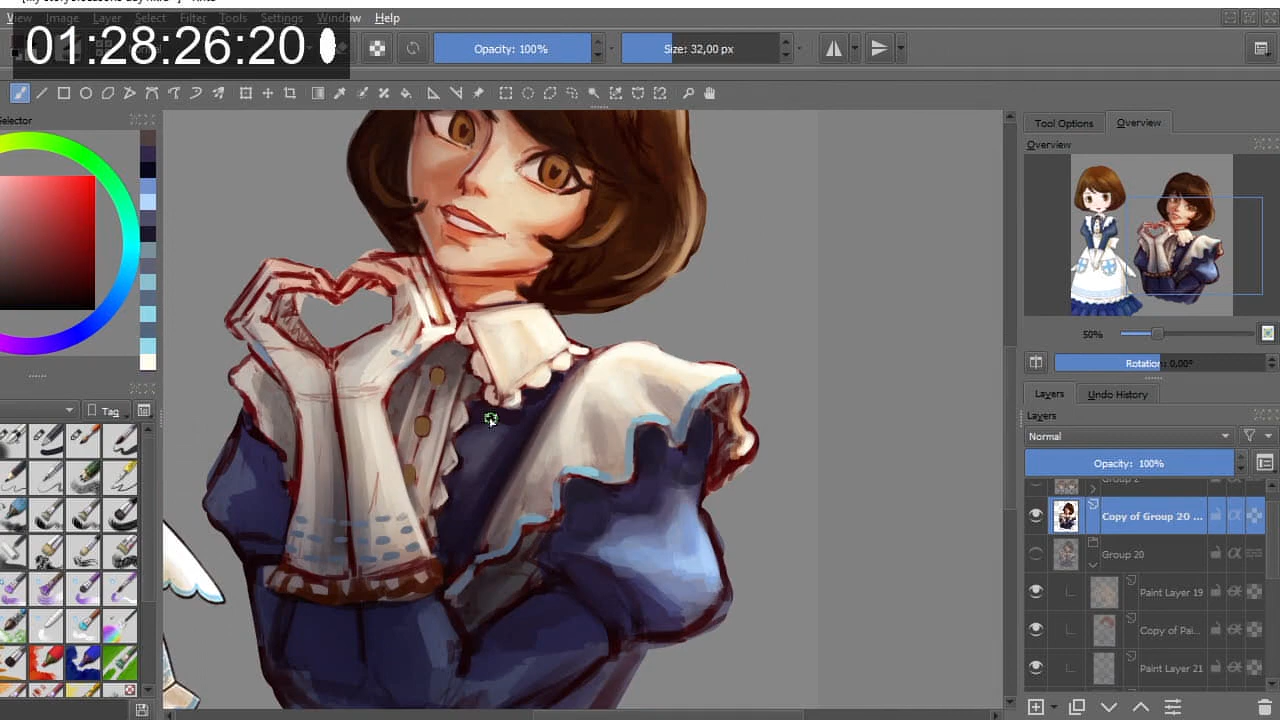 View Image Layer Select Filter Tools Settings Window Help
01:28:26:20
Opacity: 100%
Size: 32,00 px
Selector
Tool Options
Overview
Overview
50%
Rotation: 0,00°
Layers
Undo History
Layers
Normal
Opacity: 100%
Tag
Group 2
Copy of Group 20 ...
Group 20
Paint Layer 19
Copy of Pai...
Paint Layer 21